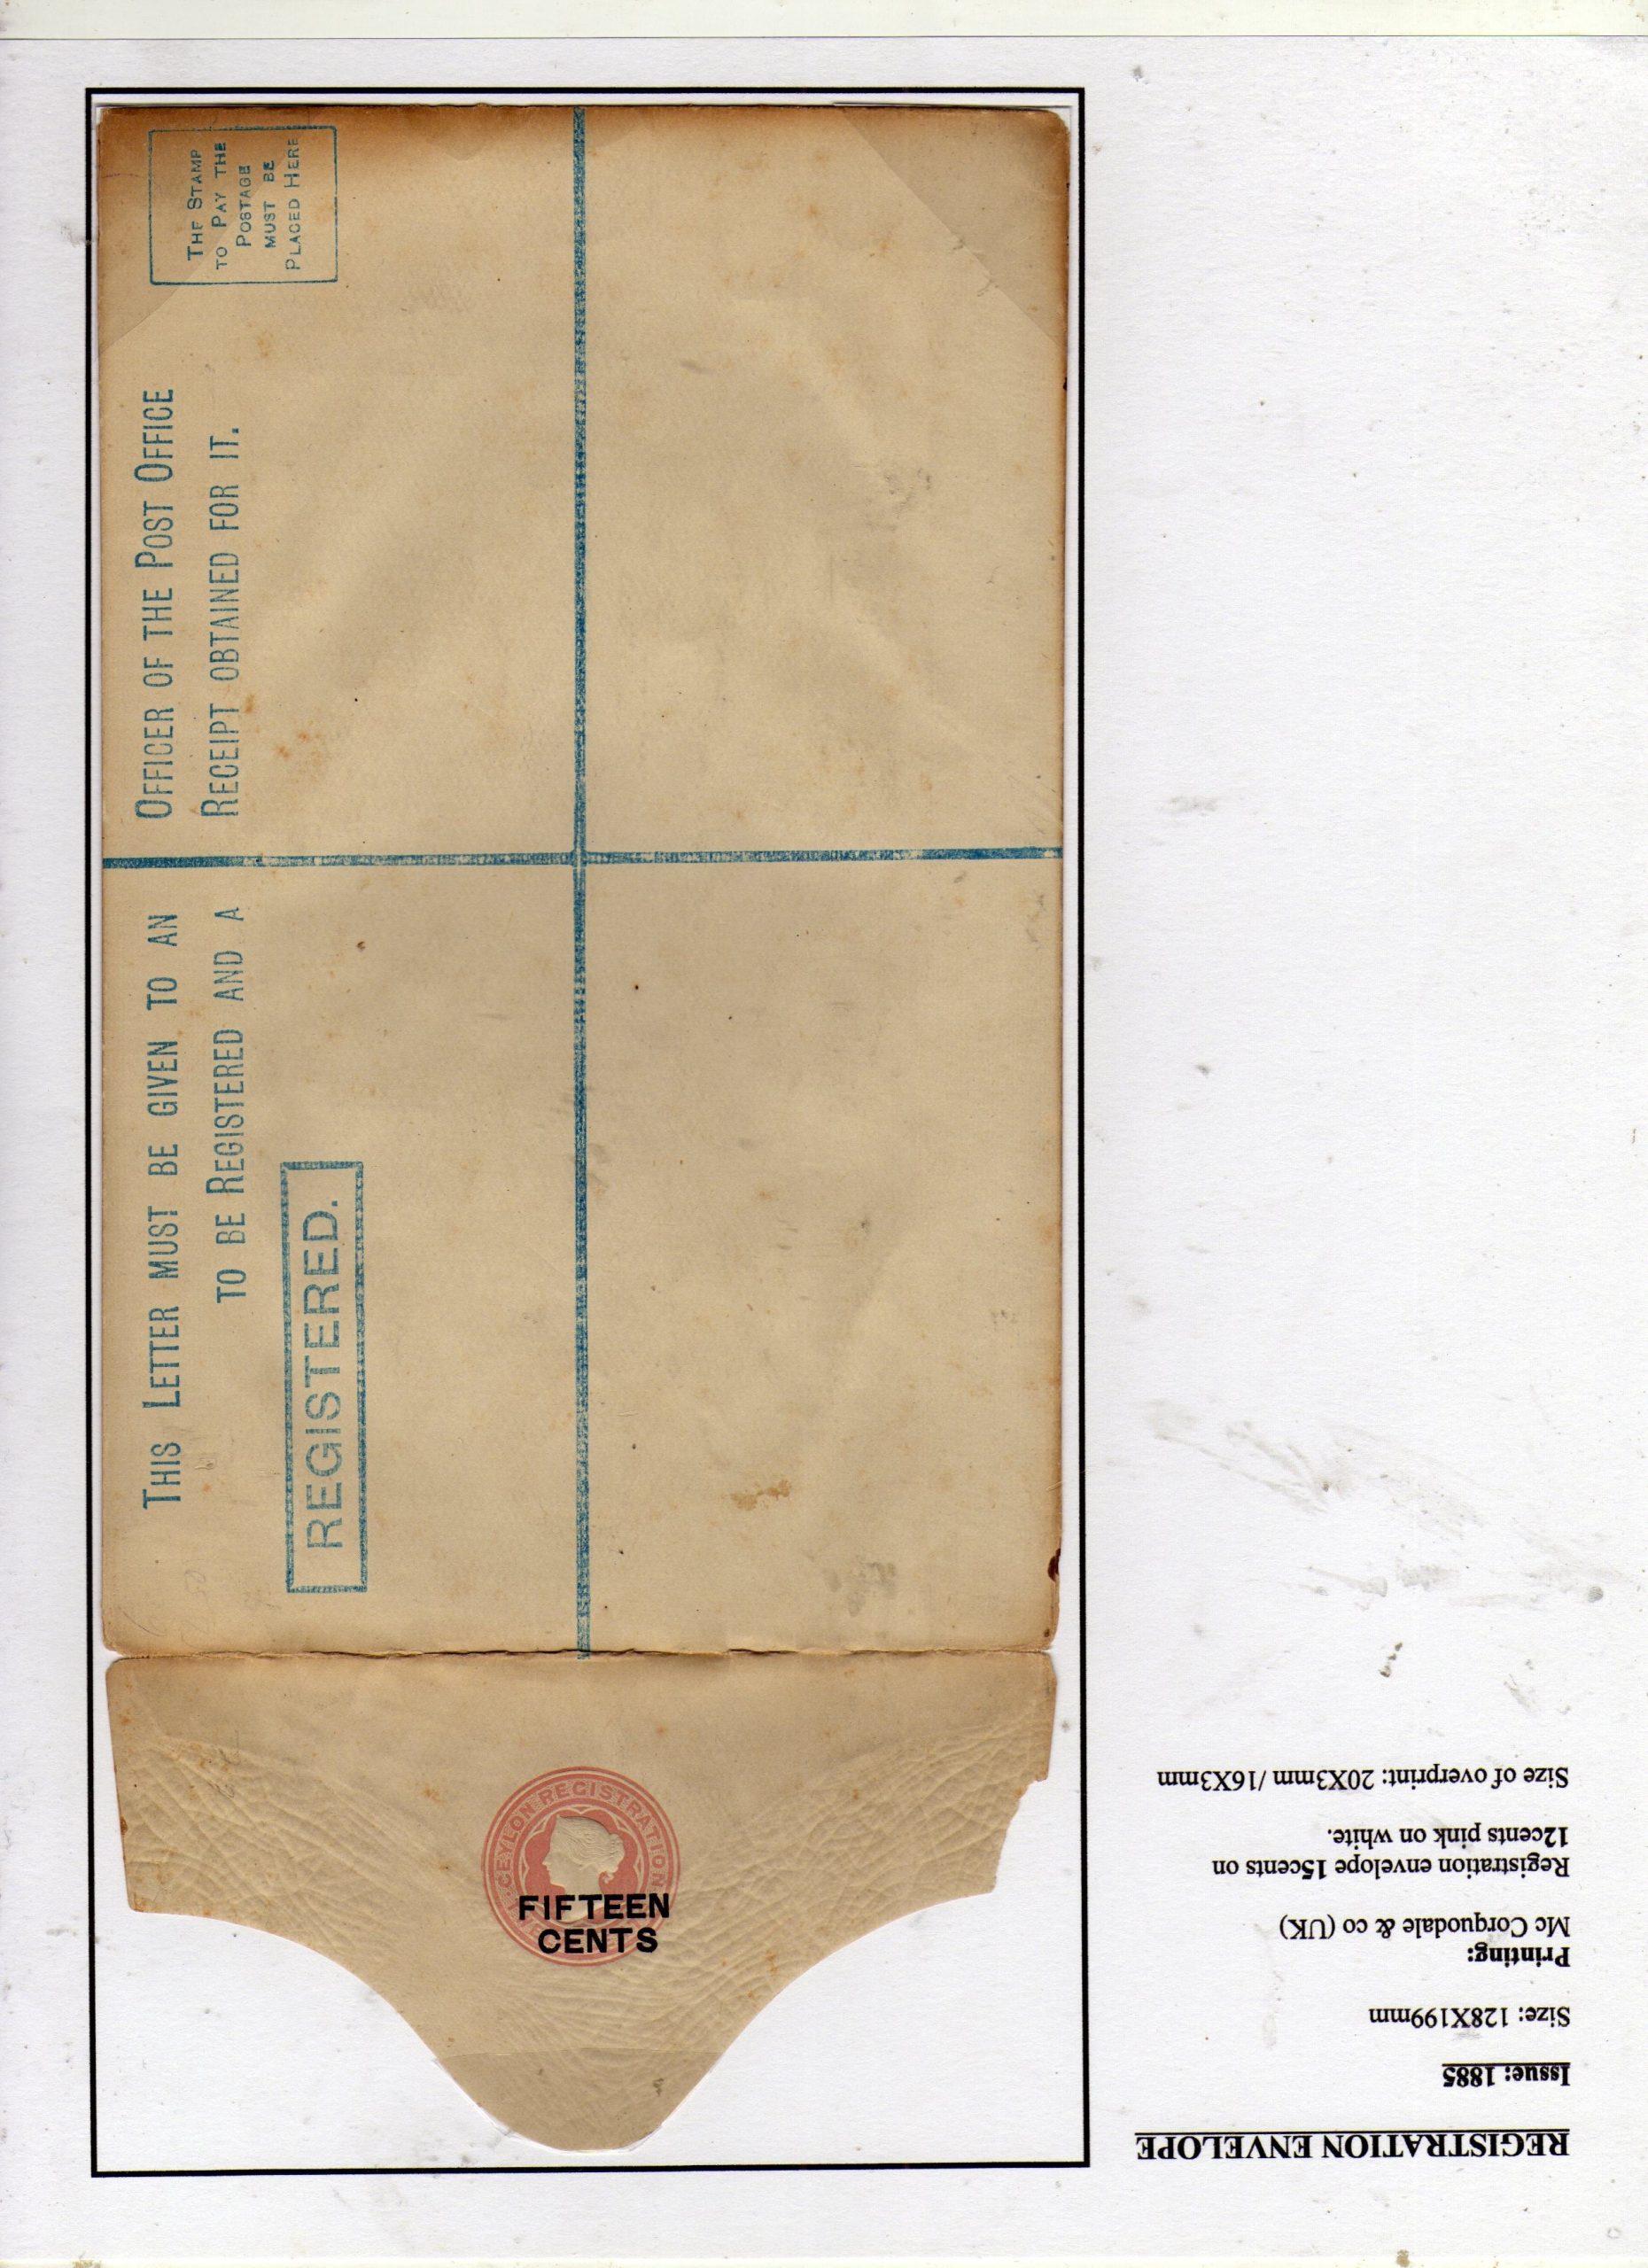 REGISTRATION ENVELOPE
Issue: 1885
Size: 128X199mm
Printing:
Mc Corquodale & co (UK)
Registration envelope 15cents on
12cents pink on white.
Size of overprint: 20X3mm /16X3mm
THIS LETTER MUST BE GIVEN TO AN OFFICER OF THE POST OFFICE
TO BE REGISTERED AND A RECEIPT OBTAINED FOR IT.
THE STAMP
TO PAY THE
POSTAGE
MUST BE
PLACED HERE
REGISTERED.
CEYLON REGISTRATION
FIFTEEN
CENTS